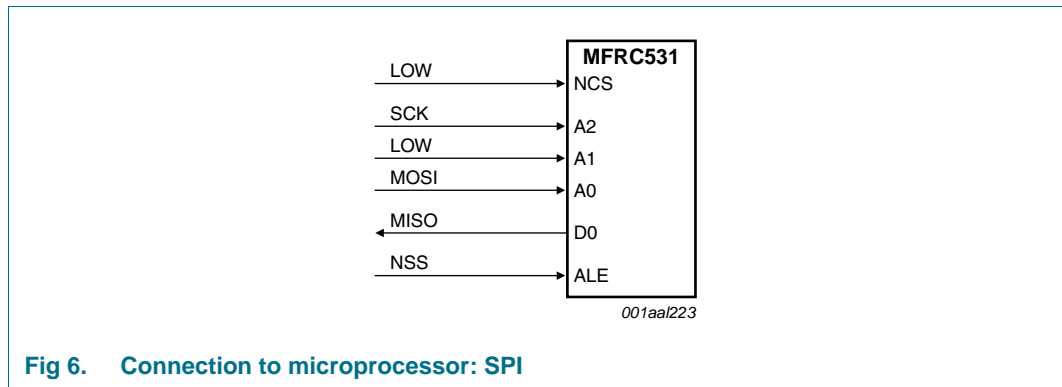 MFRC531
LOW
NCS
SCK
A2
LOW
A1
MOSI
A0
MISO
D0
NSS
ALE
001aal223
Fig 6. Connection to microprocessor: SPI